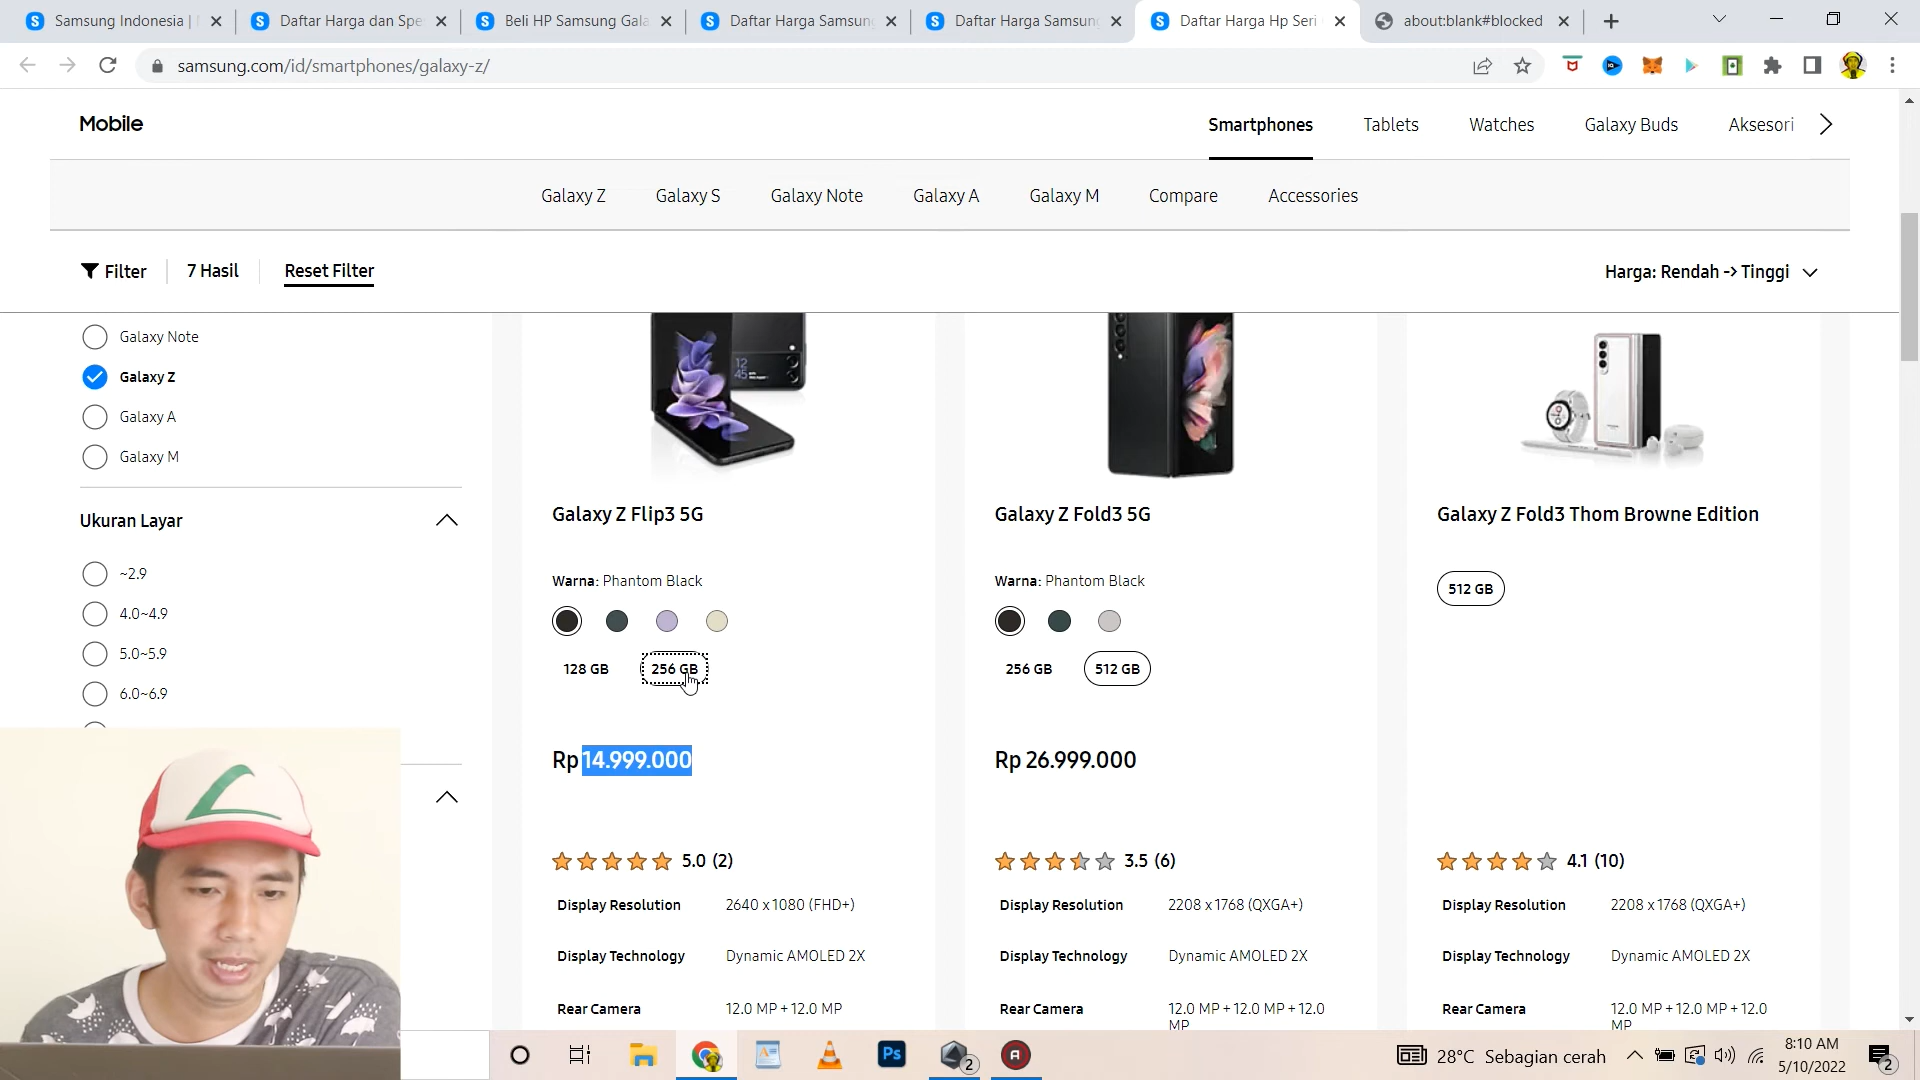 Samsung Indonesia |
Daftar Harga dan Spe
Beli HP Samsung Gala
Daftar Harga Samsung
Daftar Harga Samsung
Daftar Harga Hp Seri
about:blank#blocked
samsung.com/id/smartphones/galaxy-z/
Mobile
Smartphones
Tablets
Watches
Galaxy Buds
Aksesori
Galaxy Z
Galaxy S
Galaxy Note
Galaxy A
Galaxy M
Compare
Accessories
Filter
7 Hasil
Reset Filter
Harga: Rendah -> Tinggi
Galaxy Note
Galaxy Z
Galaxy A
Galaxy M
Ukuran Layar
~2.9
4.0~4.9
5.0~5.9
6.0~6.9
12
45
Galaxy Z Flip3 5G
Warna: Phantom Black
128 GB
256 GB
Rp 14.999.000
5.0 (2)
Display Resolution 2640 x 1080 (FHD+)
Display Technology Dynamic AMOLED 2X
Rear Camera 12.0 MP + 12.0 MP
Galaxy Z Fold3 5G
Warna: Phantom Black
256 GB
512 GB
Rp 26.999.000
3.5 (6)
Display Resolution 2208 x 1768 (QXGA+)
Display Technology Dynamic AMOLED 2X
Rear Camera 12.0 MP + 12.0 MP + 12.0
MP
Galaxy Z Fold3 Thom Browne Edition
512 GB
4.1 (10)
Display Resolution 2208 x 1768 (QXGA+)
Display Technology Dynamic AMOLED 2X
Rear Camera 12.0 MP + 12.0 MP + 12.0
MP
Ps
2
28°C Sebagian cerah
8:10 AM
5/10/2022
2